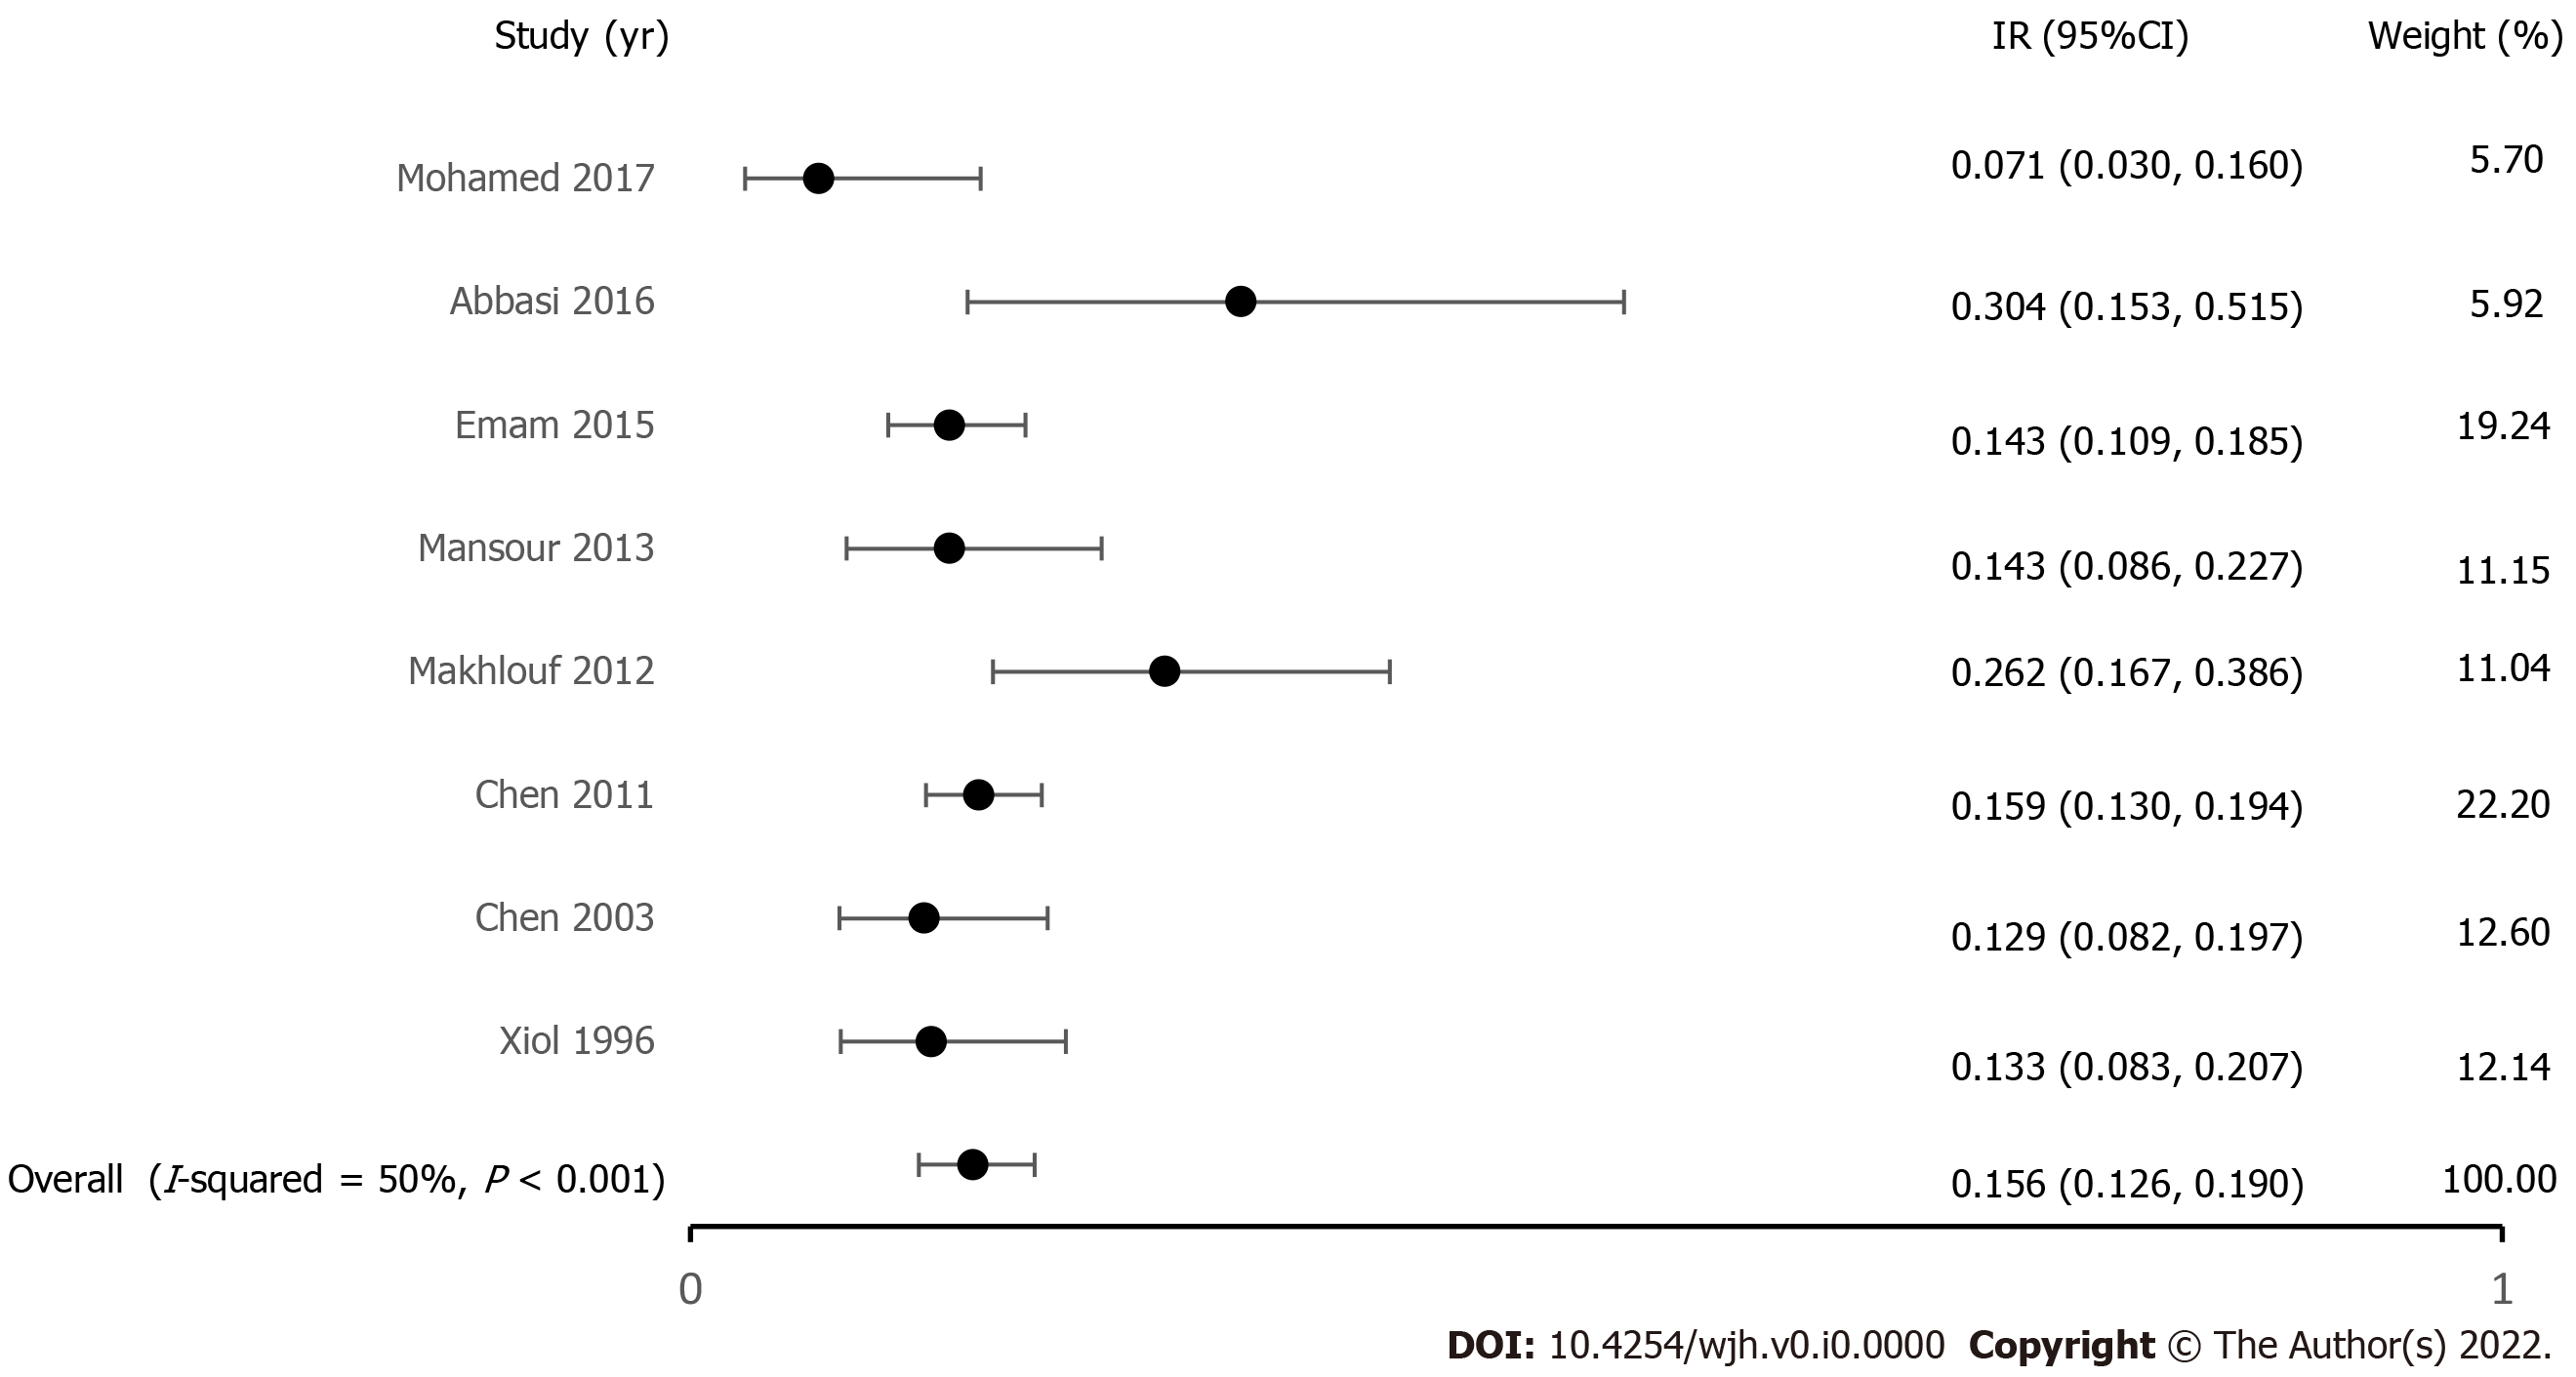 Study (yr) IR (95%CI) Weight (%)
Mohamed 2017 0.071 (0.030, 0.160) 5.70
Abbasi 2016 0.304 (0.153, 0.515) 5.92
Emam 2015 0.143 (0.109, 0.185) 19.24
Mansour 2013 0.143 (0.086, 0.227) 11.15
Makhlouf 2012 0.262 (0.167, 0.386) 11.04
Chen 2011 0.159 (0.130, 0.194) 22.20
Chen 2003 0.129 (0.082, 0.197) 12.60
Xiol 1996 0.133 (0.083, 0.207) 12.14
Overall (I-squared = 50%, P < 0.001) 0.156 (0.126, 0.190) 100.00
0 1
DOI: 10.4254/wjh.v0.i0.0000 Copyright © The Author(s) 2022.